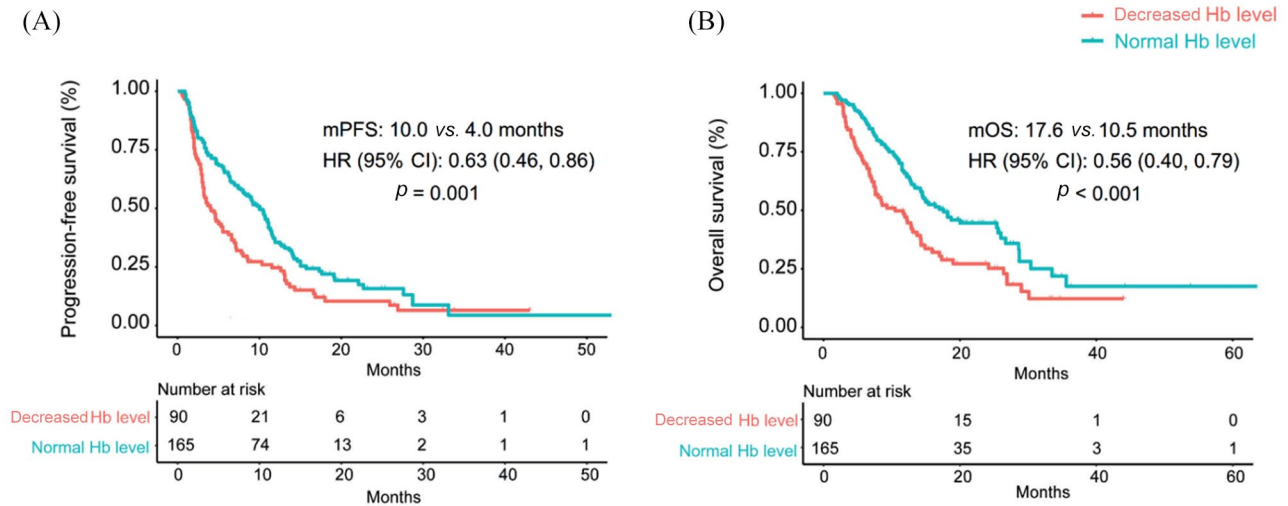 (A)
Progression-free survival (%)
1.00
0.75
0.50
0.25
0.00
mPFS: 10.0 vs. 4.0 months
HR (95% CI): 0.63 (0.46, 0.86)
p = 0.001
0 10 20 30 40 50
Months
Number at risk
Decreased Hb level 90 21 6 3 1 0
Normal Hb level 165 74 13 2 1 1
0 10 20 30 40 50
Months
(B)
Decreased Hb level
Normal Hb level
Overall survival (%)
1.00
0.75
0.50
0.25
0.00
mOS: 17.6 vs. 10.5 months
HR (95% CI): 0.56 (0.40, 0.79)
p < 0.001
0 20 40 60
Months
Number at risk
Decreased Hb level 90 15 1 0
Normal Hb level 165 35 3 1
0 20 40 60
Months